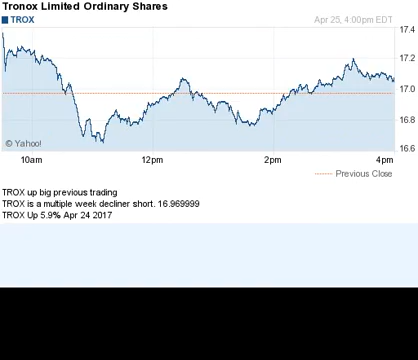 Tronox Limited Ordinary Shares
TROX Apr 25, 4:00pm EDT
17.4
17.2
17.0
16.8
16.6
© Yahoo!
10am 12pm 2pm 4pm
Previous Close
TROX up big previous trading
TROX is a multiple week decliner short. 16.969999
TROX Up 5.9% Apr 24 2017